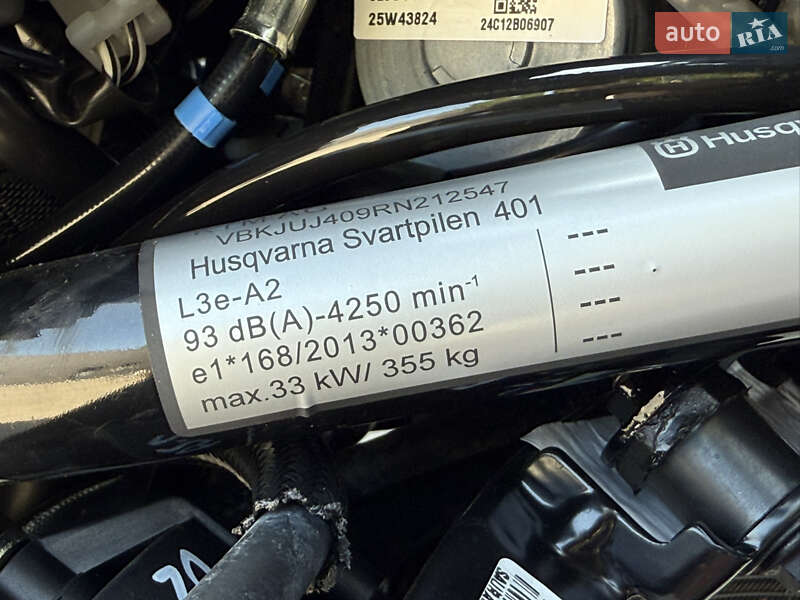 25W43824
24C12B06907
auto RIA
.com
Husqv
VBKJUJ409RN212547
Husqvarna Svartpilen 401
L3e-A2
93 dB(A)-4250 min⁻¹
e1*168/2013*00362
max.33 kW/ 355 kg
---
---
---
---